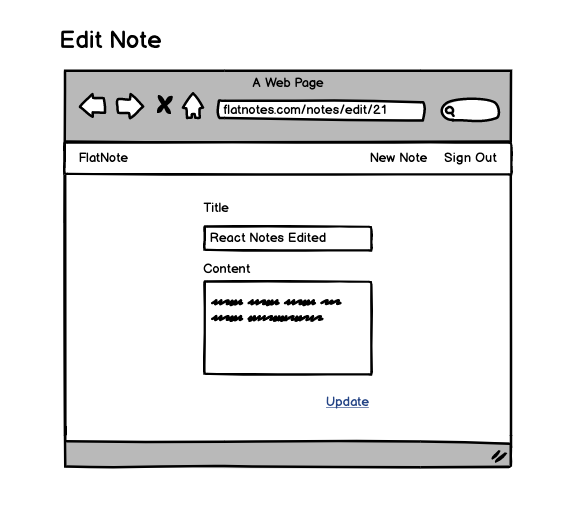 Edit Note
A Web Page
flatnotes.com/notes/edit/21
FlatNote New Note Sign Out
Title
React Notes Edited
Content
Update